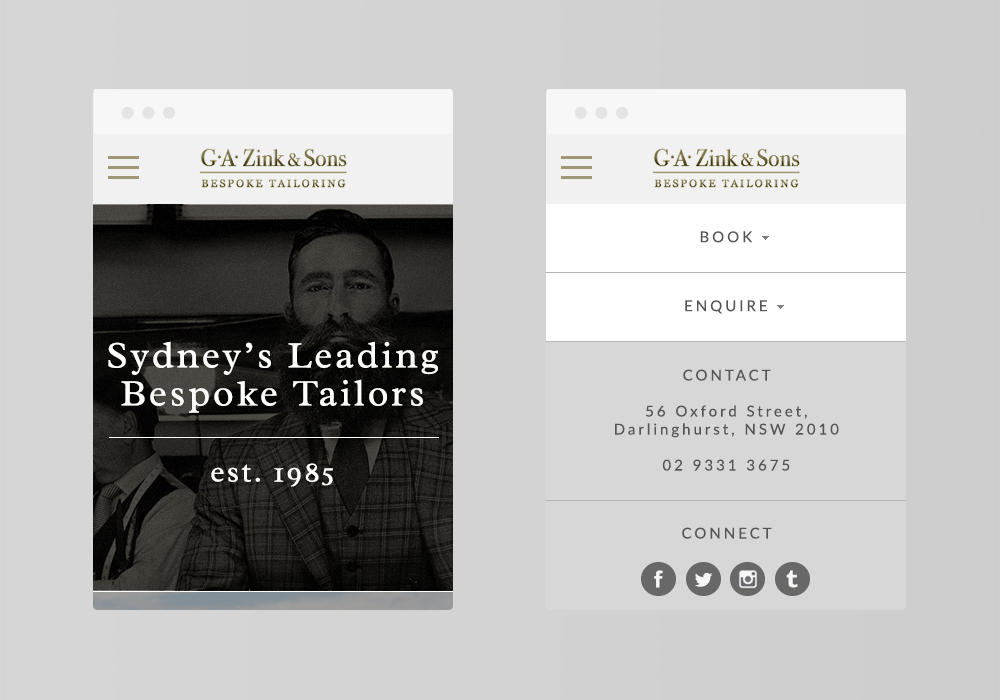 G·A· Zink & Sons
BESPOKE TAILORING
Sydney’s Leading
Bespoke Tailors
est. 1985
G·A· Zink & Sons
BESPOKE TAILORING
BOOK
ENQUIRE
CONTACT
56 Oxford Street,
Darlinghurst, NSW 2010
02 9331 3675
CONNECT